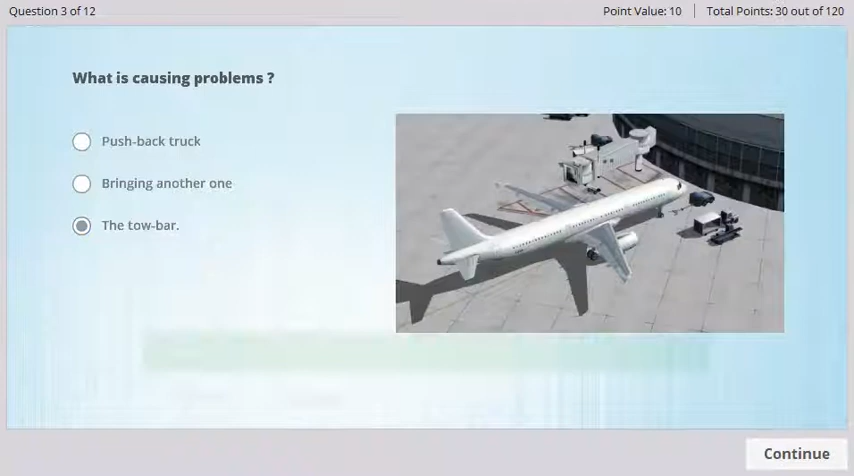 Question 3 of 12
Point Value: 10 | Total Points: 30 out of 120
What is causing problems ?
Push-back truck
Bringing another one
The tow-bar.
Continue